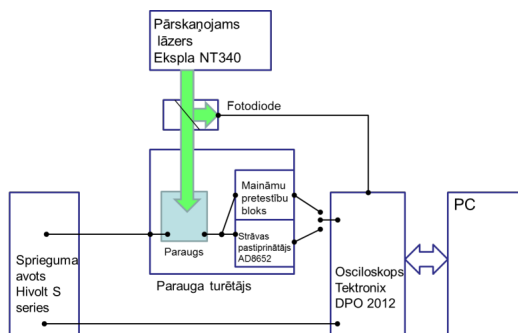 Pārskaņojams
lāzers
Ekspla NT340
Fotodiode
Maināmu
pretestību
bloks
Strāvas
pastiprinātājs
AD8652
Paraugs
Parauga turētājs
Sprieguma
avots
Hivolt S
series
Osciloskops
Tektronix
DPO 2012
PC